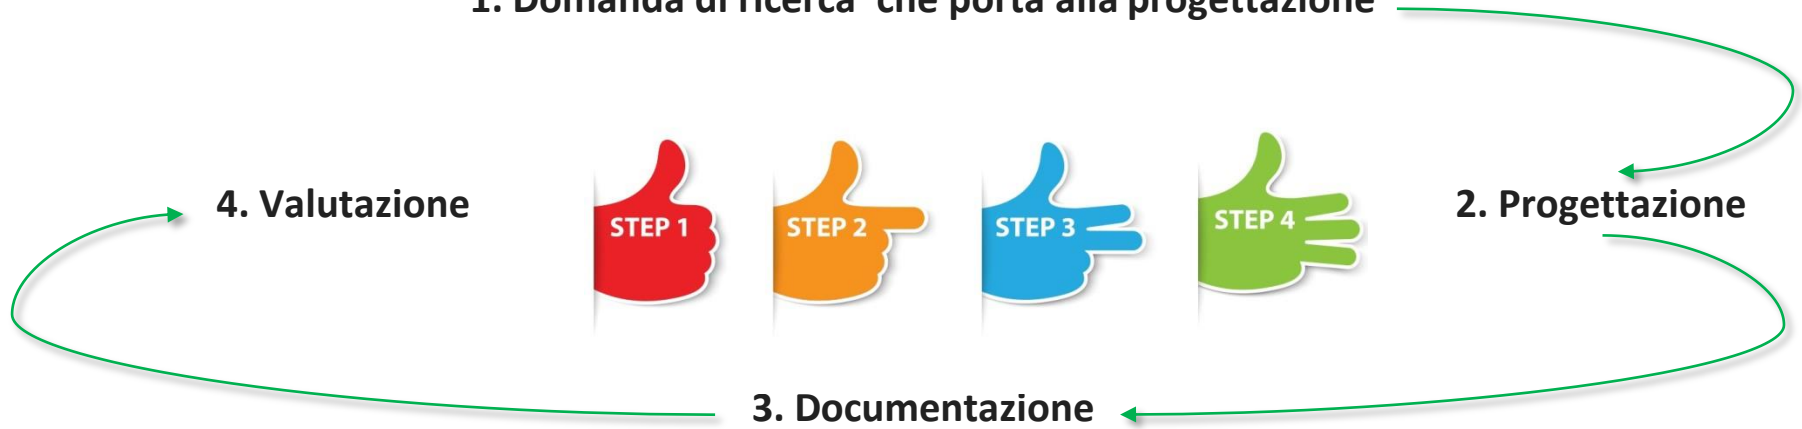 1. Domanda di ricerca che porta alla progettazione
4. Valutazione
STEP 1
STEP 2
STEP 3
STEP 4
2. Progettazione
3. Documentazione